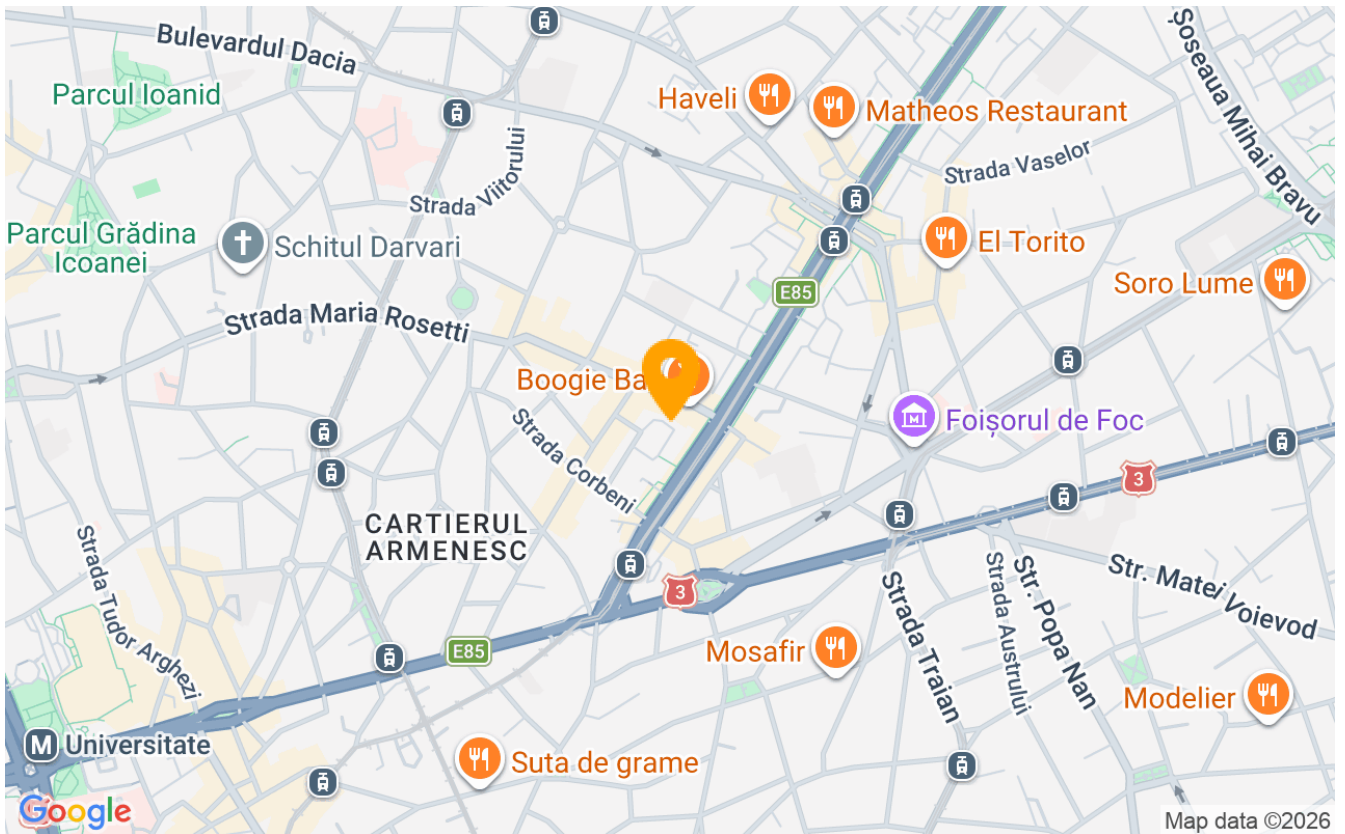 Bulevardul Dacia
Parcul Ioanid
Haveli
Matheos Restaurant
Șoseaua Mihai Bravu
Strada Vaselor
Strada Viitorului
Parcul Grădina
Icoanei
Schitul Darvari
El Torito
Soro Lume
E85
Strada Maria Rosetti
Boogie Ba
Foișorul de Foc
Strada Corbeni
3
CARTIERUL
ARMENESC
Strada Tudor Arghezi
3
Str. Matei Voievod
Strada Traian
Strada Austrului
Str. Popa Nan
E85
Mosafir
Modelier
M
Universitate
Suta de grame
Google
Map data ©2026